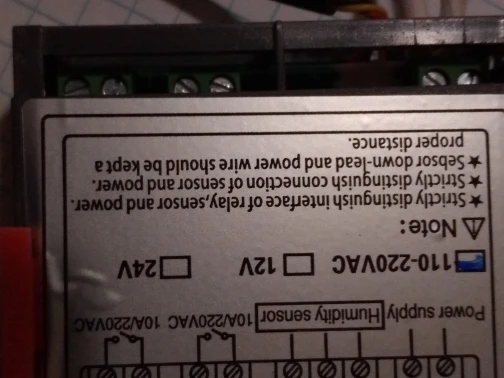 Power supply Humidity sensor 10A/220VAC 10A/220VAC
110-220VAC 12V 24V
Note:
★ Strictly distinguish interface of relay,sensor and power.
★ Strictly distinguish connection of sensor and power.
★ Sebsor down-lead and power wire should be kept a
proper distance.